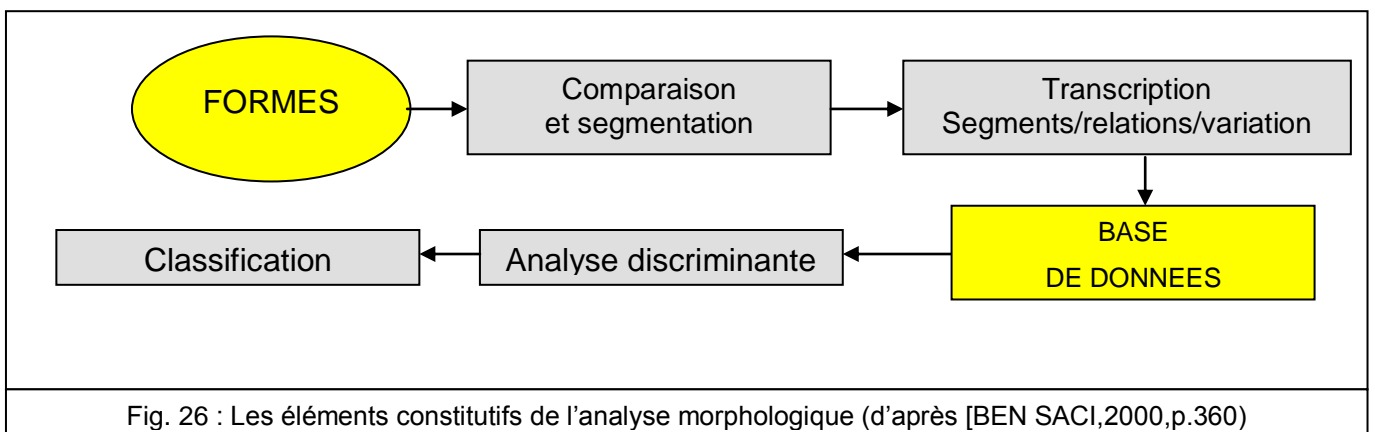 FORMES
Comparaison
et segmentation
Transcription
Segments/relations/variation
BASE
DE DONNEES
Analyse discriminante
Classification
Fig. 26 : Les éléments constitutifs de l’analyse morphologique (d’après [BEN SACI,2000,p.360)